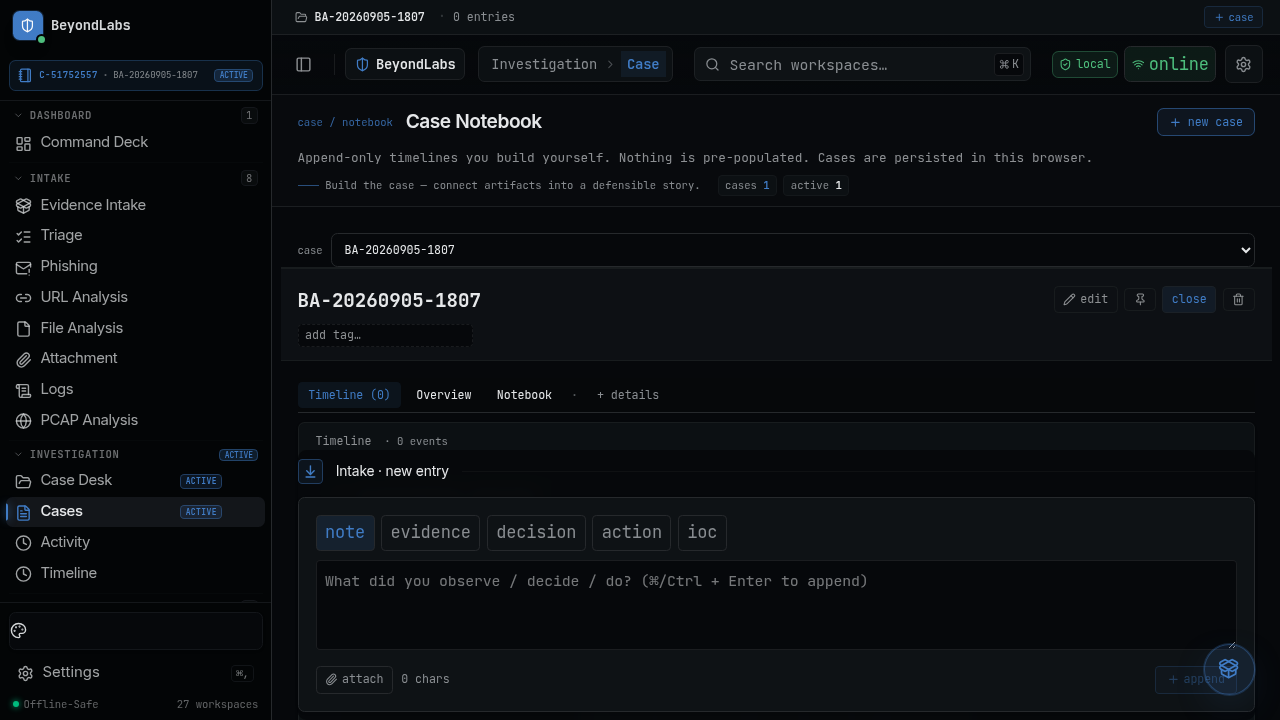 BeyondLabs
C-51752557 · BA-20260905-1807 ACTIVE
DASHBOARD 1
Command Deck
INTAKE 8
Evidence Intake
Triage
Phishing
URL Analysis
File Analysis
Attachment
Logs
PCAP Analysis
INVESTIGATION ACTIVE
Case Desk ACTIVE
Cases ACTIVE
Activity
Timeline
Settings ⌘,
Offline-Safe 27 workspaces
BA-20260905-1807 · 0 entries + case
BeyondLabs Investigation > Case Search workspaces… ⌘K local online
case / notebook Case Notebook + new case
Append-only timelines you build yourself. Nothing is pre-populated. Cases are persisted in this browser.
—— Build the case — connect artifacts into a defensible story. cases 1 active 1
case BA-20260905-1807
BA-20260905-1807 edit close
add tag…
Timeline (0) Overview Notebook · + details
Timeline · 0 events
Intake · new entry
note evidence decision action ioc
What did you observe / decide / do? (⌘/Ctrl + Enter to append)
attach 0 chars + append